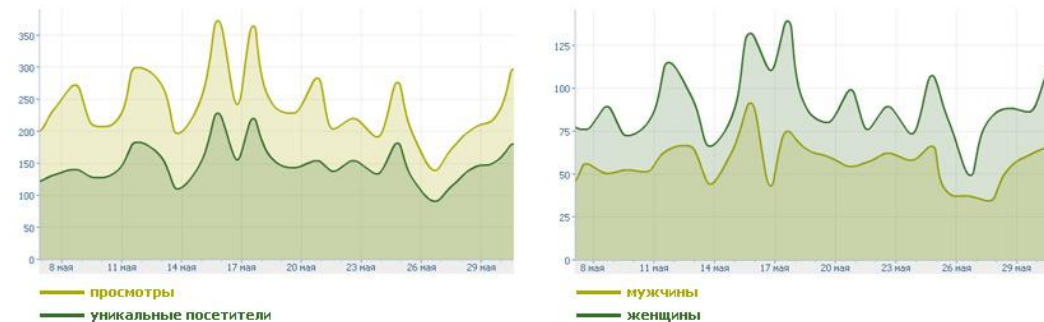 350
300
250
200
150
100
50
0
8 мая 11 мая 14 мая 17 мая 20 мая 23 мая 26 мая 29 мая
просмотры
уникальные посетители
125
100
75
50
25
0
8 мая 11 мая 14 мая 17 мая 20 мая 23 мая 26 мая 29 мая
мужчины
женщины